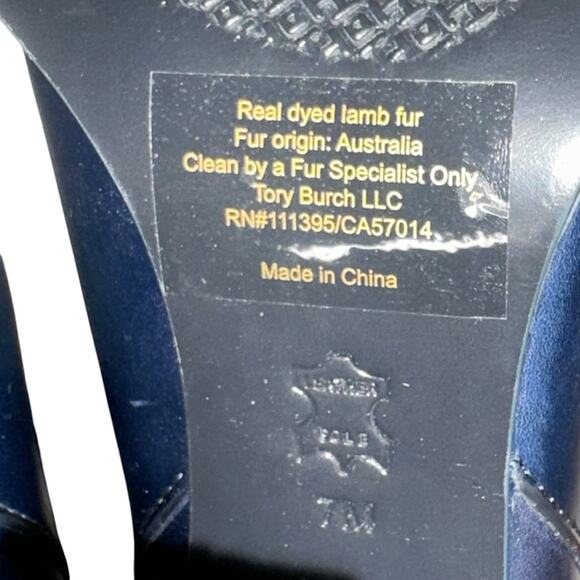 Real dyed lamb fur
Fur origin: Australia
Clean by a Fur Specialist Only
Tory Burch LLC
RN#111395/CA57014
Made in China
LEATHER
SOLE
7M